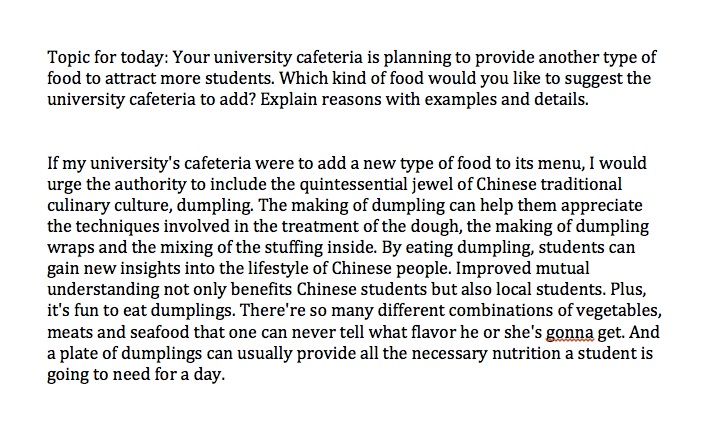 Topic for today: Your university cafeteria is planning to provide another type of
food to attract more students. Which kind of food would you like to suggest the
university cafeteria to add? Explain reasons with examples and details.
If my university's cafeteria were to add a new type of food to its menu, I would
urge the authority to include the quintessential jewel of Chinese traditional
culinary culture, dumpling. The making of dumpling can help them appreciate
the techniques involved in the treatment of the dough, the making of dumpling
wraps and the mixing of the stuffing inside. By eating dumpling, students can
gain new insights into the lifestyle of Chinese people. Improved mutual
understanding not only benefits Chinese students but also local students. Plus,
it's fun to eat dumplings. There're so many different combinations of vegetables,
meats and seafood that one can never tell what flavor he or she's gonna get. And
a plate of dumplings can usually provide all the necessary nutrition a student is
going to need for a day.